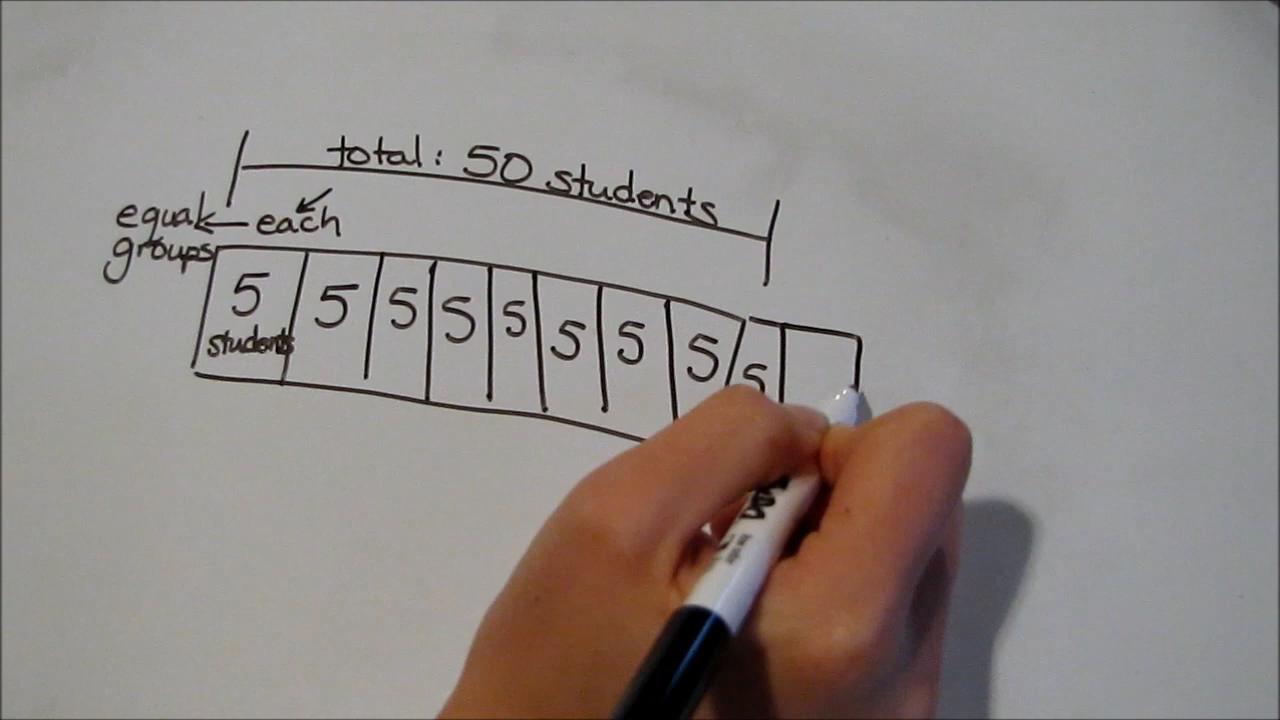 total: 50 students
equal ← each
groups
5 5 5 5 5 5 5 5 5
students